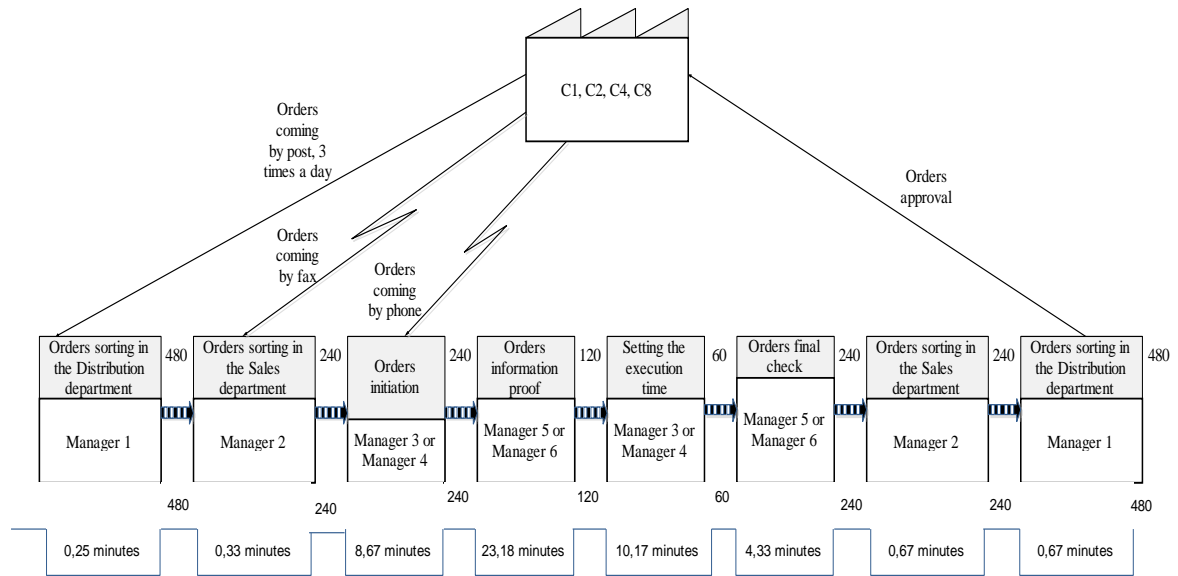 C1, C2, C4, C8
Orders
coming
by post, 3
times a day
Orders
coming
by fax
Orders
coming
by phone
Orders
approval
Orders sorting in
the Distribution
department
Manager 1
480
Orders sorting in
the Sales
department
Manager 2
240
Orders
initiation
Manager 3 or
Manager 4
240
Orders
information
proof
Manager 5 or
Manager 6
120
Setting the
execution
time
Manager 3 or
Manager 4
60
Orders final
check
Manager 5 or
Manager 6
240
Orders sorting in
the Sales
department
Manager 2
240
Orders sorting in
the Distribution
department
Manager 1
480
480
240
240
120
60
240
240
480
0,25 minutes
0,33 minutes
8,67 minutes
23,18 minutes
10,17 minutes
4,33 minutes
0,67 minutes
0,67 minutes